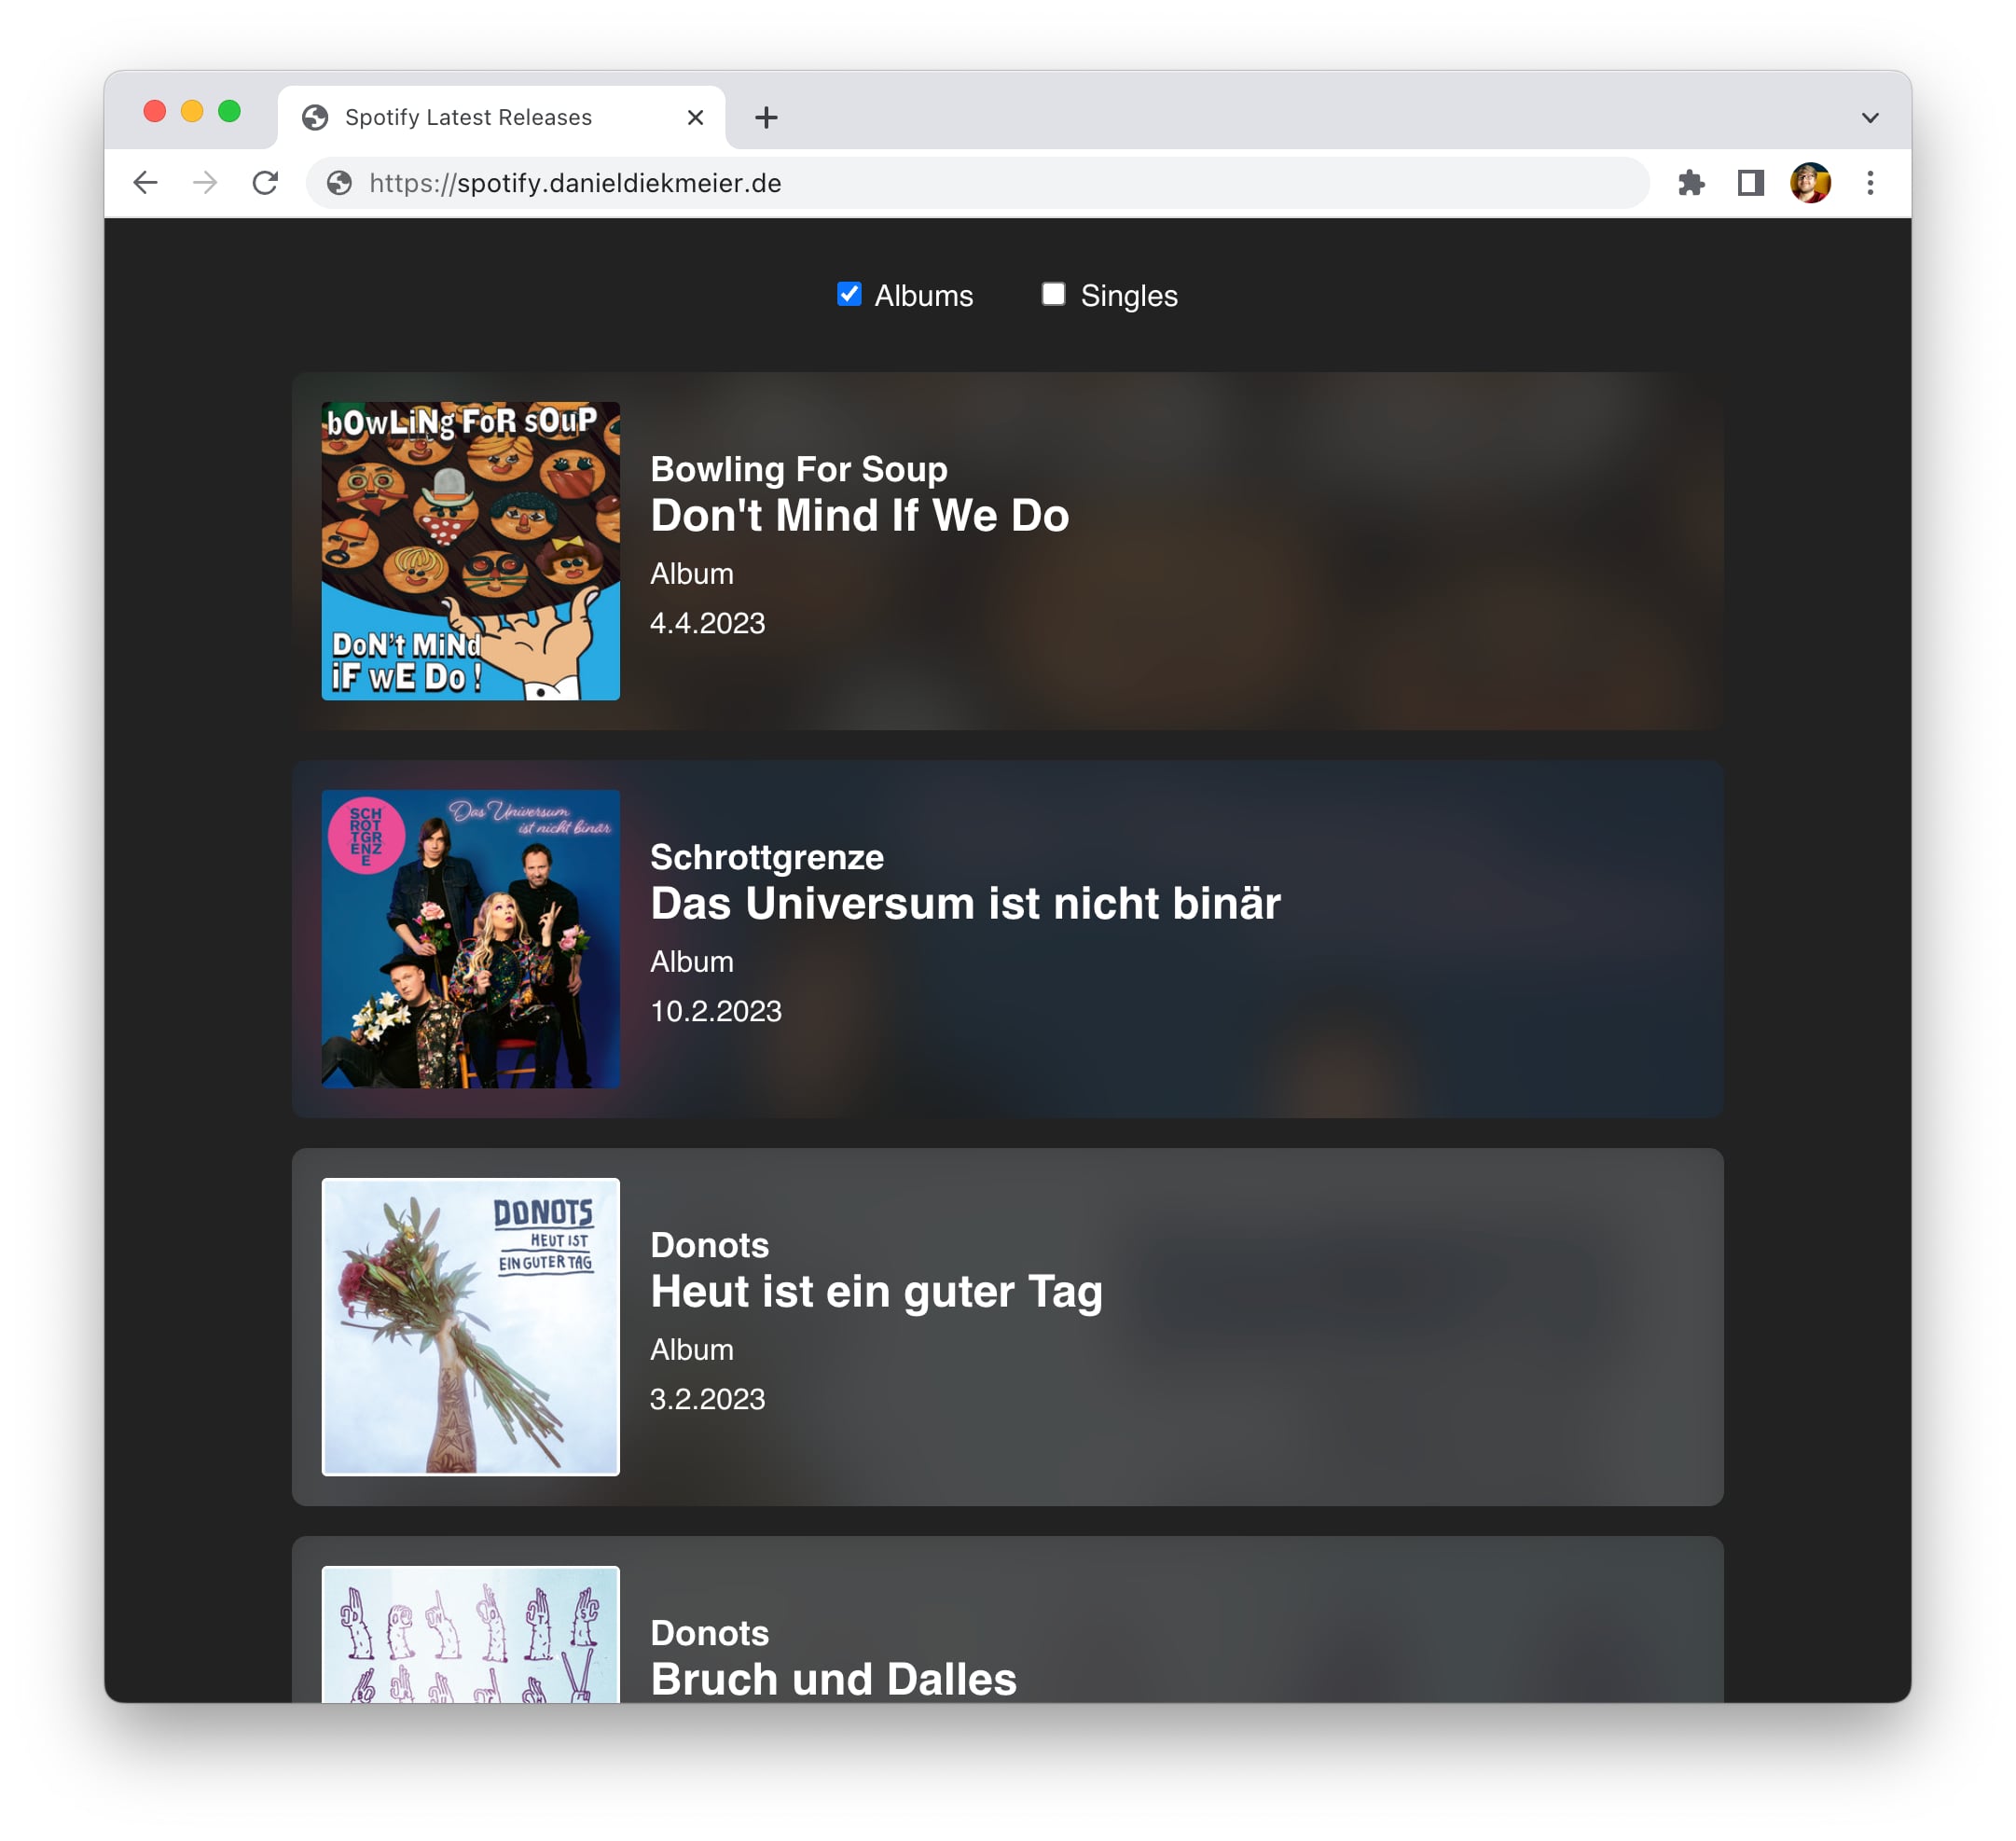 Spotify Latest Releases
https://spotify.danieldiekmeier.de
Albums Singles
bOwLiNg FoR sOuP
DoN't MiNd
iF wE Do !
Bowling For Soup
Don't Mind If We Do
Album
4.4.2023
SCH
ROT
TGR
ENZ
E
Das Universum
ist nicht binär
Schrottgrenze
Das Universum ist nicht binär
Album
10.2.2023
DONOTS
HEUT IST
EIN GUTER TAG
Donots
Heut ist ein guter Tag
Album
3.2.2023
Donots
Bruch und Dalles